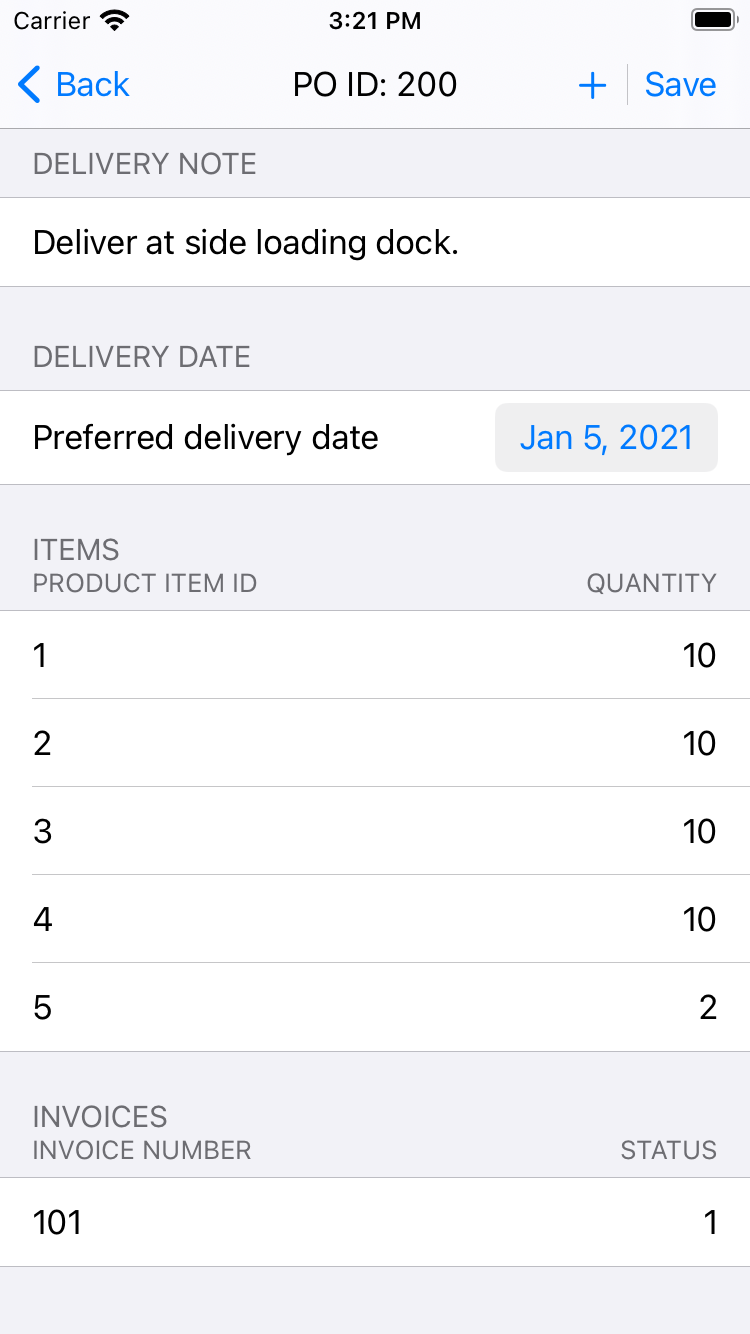 Carrier 3:21 PM
Back PO ID: 200 + Save
DELIVERY NOTE
Deliver at side loading dock.
DELIVERY DATE
Preferred delivery date Jan 5, 2021
ITEMS
PRODUCT ITEM ID QUANTITY
1 10
2 10
3 10
4 10
5 2
INVOICES
INVOICE NUMBER STATUS
101 1